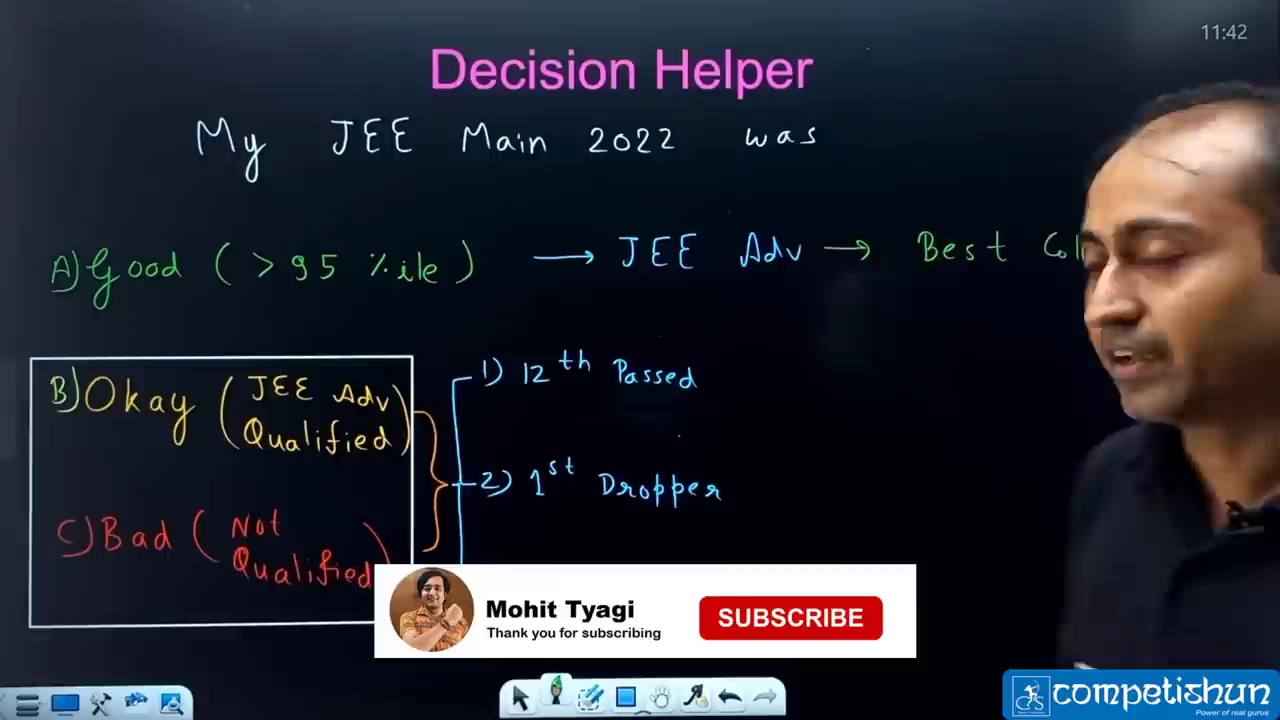 11:42
Decision Helper
My JEE Main 2022 was
A) Good ( > 95 %ile ) → JEE Adv → Best
B) Okay ( JEE Adv
Qualified )
1) 12th Passed
2) 1st Dropper
C) Bad ( Not
Qualified )
Mohit Tyagi
Thank you for subscribing
SUBSCRIBE
competishun
Power of real gurus